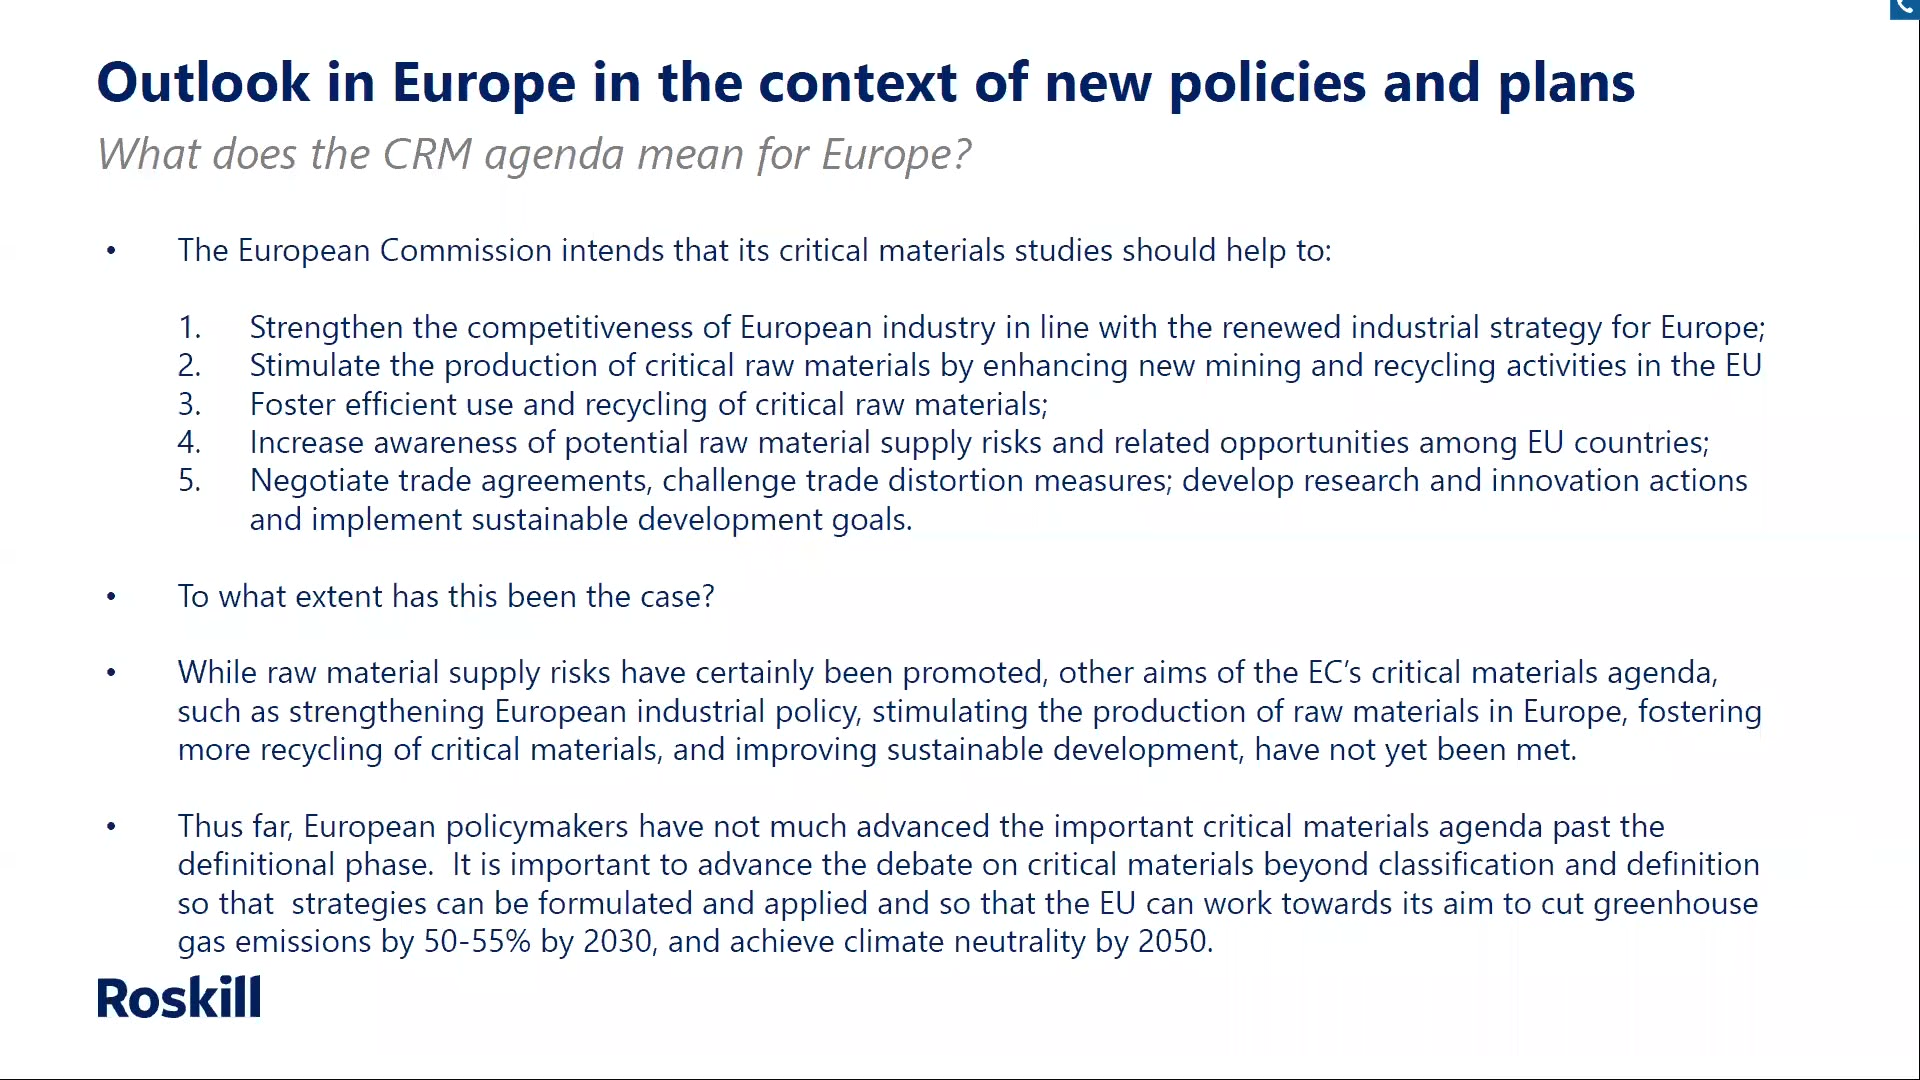 Outlook in Europe in the context of new policies and plans
What does the CRM agenda mean for Europe?
• The European Commission intends that its critical materials studies should help to:
1. Strengthen the competitiveness of European industry in line with the renewed industrial strategy for Europe;
2. Stimulate the production of critical raw materials by enhancing new mining and recycling activities in the EU
3. Foster efficient use and recycling of critical raw materials;
4. Increase awareness of potential raw material supply risks and related opportunities among EU countries;
5. Negotiate trade agreements, challenge trade distortion measures; develop research and innovation actions
and implement sustainable development goals.
• To what extent has this been the case?
• While raw material supply risks have certainly been promoted, other aims of the EC’s critical materials agenda,
such as strengthening European industrial policy, stimulating the production of raw materials in Europe, fostering
more recycling of critical materials, and improving sustainable development, have not yet been met.
• Thus far, European policymakers have not much advanced the important critical materials agenda past the
definitional phase.  It is important to advance the debate on critical materials beyond classification and definition
so that  strategies can be formulated and applied and so that the EU can work towards its aim to cut greenhouse
gas emissions by 50-55% by 2030, and achieve climate neutrality by 2050.
Roskill